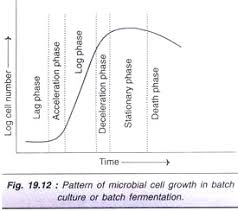 Log cell number
Lag phase
Acceleration phase
Log phase
Deceleration phase
Stationary phase
Death phase
Time
Fig. 19.12 : Pattern of microbial cell growth in batch
culture or batch fermentation.